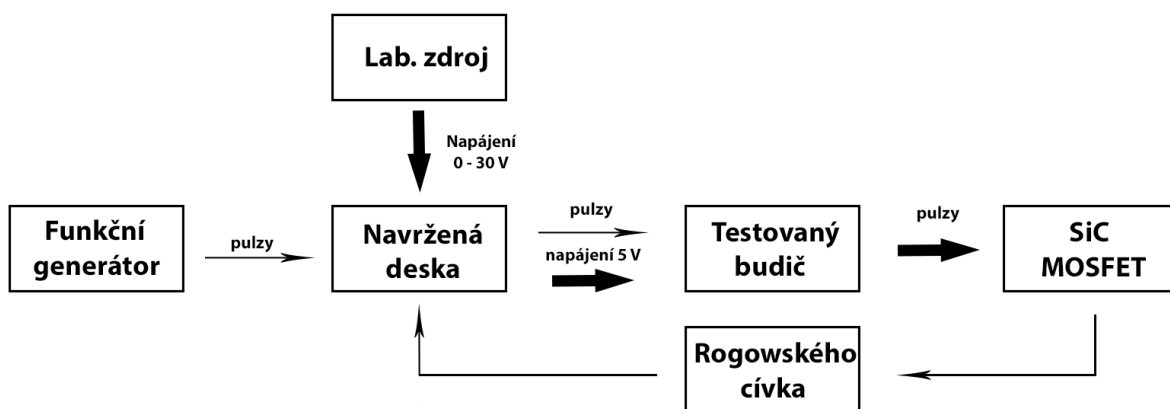 Lab. zdroj
Napájení
0 - 30 V
Funkční
generátor
pulzy
Navržená
deska
pulzy
napájení 5 V
Testovaný
budič
pulzy
SiC
MOSFET
Rogowského
cívka